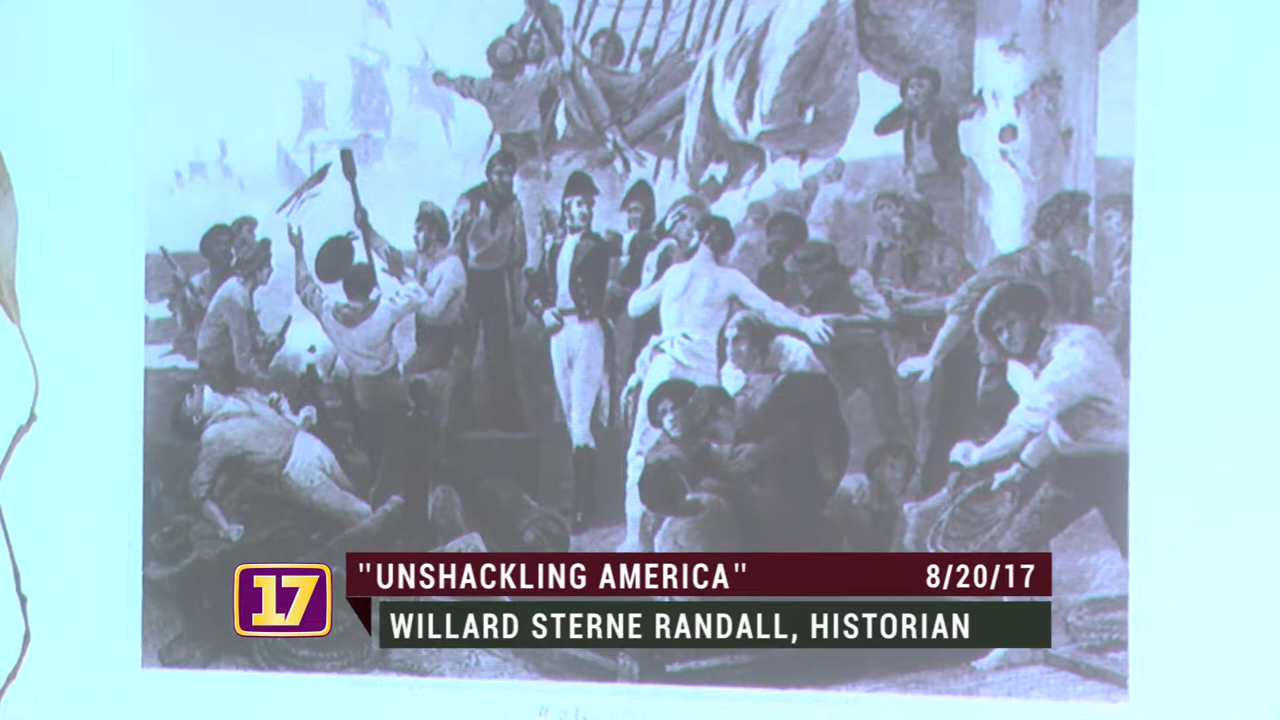 "UNSHACKLING AMERICA" 8/20/17
17 WILLARD STERNE RANDALL, HISTORIAN